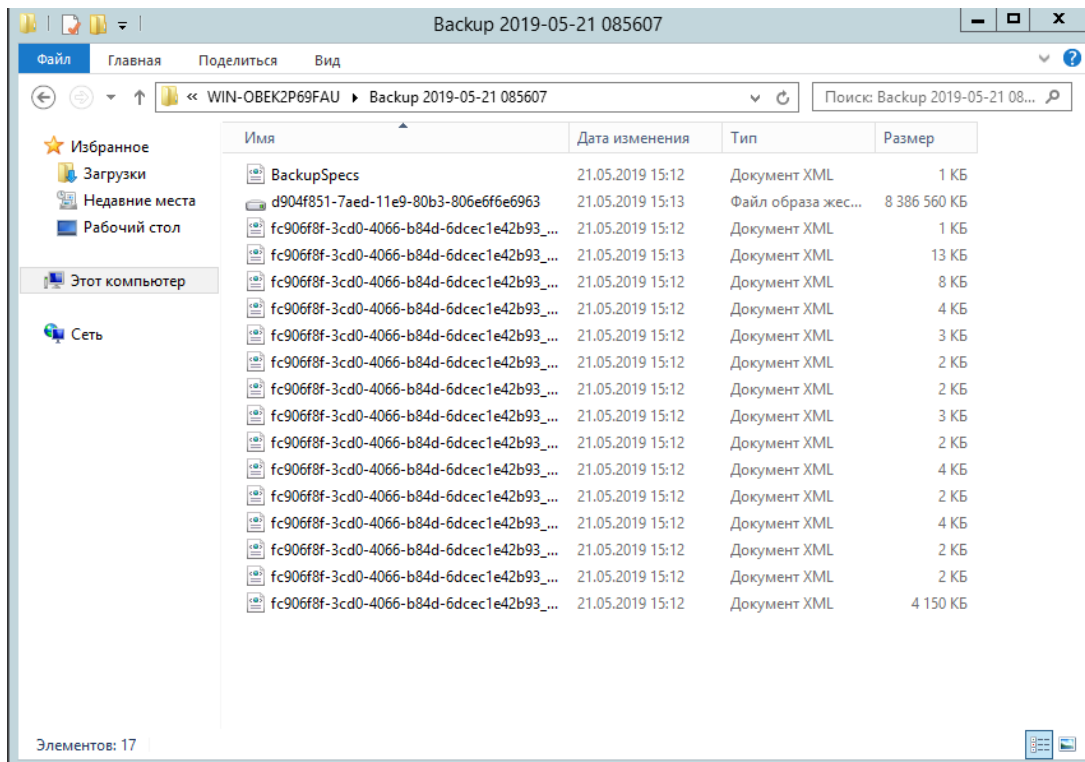 Backup 2019-05-21 085607
Файл Главная Поделиться Вид
« WIN-OBEK2P69FAU Backup 2019-05-21 085607 Поиск: Backup 2019-05-21 08...
Избранное
Загрузки
Недавние места
Рабочий стол
Этот компьютер
Сеть
Имя Дата изменения Тип Размер
BackupSpecs 21.05.2019 15:12 Документ XML 1 КБ
d904f851-7aed-11e9-80b3-806e6f6e6963 21.05.2019 15:13 Файл образа жес... 8 386 560 КБ
fc906f8f-3cd0-4066-b84d-6dcec1e42b93_... 21.05.2019 15:12 Документ XML 1 КБ
fc906f8f-3cd0-4066-b84d-6dcec1e42b93_... 21.05.2019 15:13 Документ XML 13 КБ
fc906f8f-3cd0-4066-b84d-6dcec1e42b93_... 21.05.2019 15:12 Документ XML 8 КБ
fc906f8f-3cd0-4066-b84d-6dcec1e42b93_... 21.05.2019 15:12 Документ XML 4 КБ
fc906f8f-3cd0-4066-b84d-6dcec1e42b93_... 21.05.2019 15:12 Документ XML 3 КБ
fc906f8f-3cd0-4066-b84d-6dcec1e42b93_... 21.05.2019 15:12 Документ XML 2 КБ
fc906f8f-3cd0-4066-b84d-6dcec1e42b93_... 21.05.2019 15:12 Документ XML 2 КБ
fc906f8f-3cd0-4066-b84d-6dcec1e42b93_... 21.05.2019 15:12 Документ XML 3 КБ
fc906f8f-3cd0-4066-b84d-6dcec1e42b93_... 21.05.2019 15:12 Документ XML 2 КБ
fc906f8f-3cd0-4066-b84d-6dcec1e42b93_... 21.05.2019 15:12 Документ XML 4 КБ
fc906f8f-3cd0-4066-b84d-6dcec1e42b93_... 21.05.2019 15:12 Документ XML 2 КБ
fc906f8f-3cd0-4066-b84d-6dcec1e42b93_... 21.05.2019 15:12 Документ XML 4 КБ
fc906f8f-3cd0-4066-b84d-6dcec1e42b93_... 21.05.2019 15:12 Документ XML 2 КБ
fc906f8f-3cd0-4066-b84d-6dcec1e42b93_... 21.05.2019 15:12 Документ XML 2 КБ
fc906f8f-3cd0-4066-b84d-6dcec1e42b93_... 21.05.2019 15:12 Документ XML 4 150 КБ
Элементов: 17